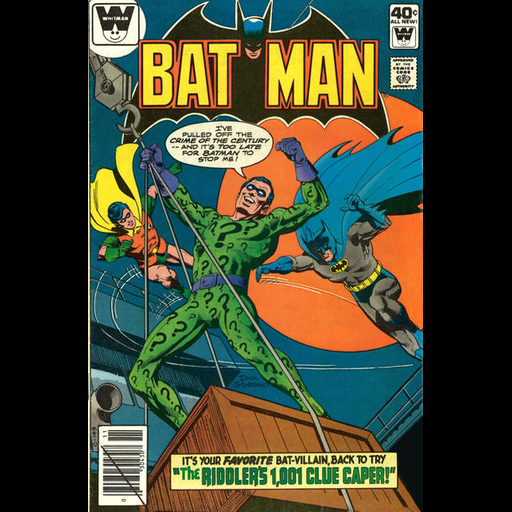 WHITMAN
BATMAN
40¢
ALL NEW!
W
APPROVED
BY THE
COMICS
CODE
AUTHORITY
I'VE
PULLED OFF THE
CRIME OF THE CENTURY
-- AND IT'S TOO LATE
FOR BATMAN TO
STOP ME!
IT'S YOUR FAVORITE BAT-VILLAIN, BACK TO TRY
"The RIDDLER'S 1,001 CLUE CAPER!"
11
0